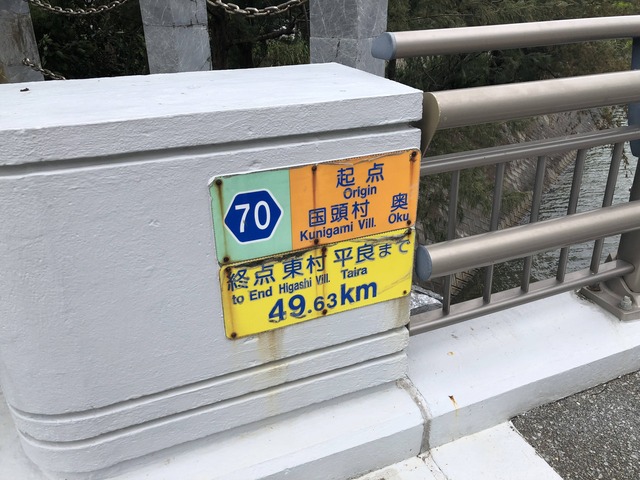 70
起点
Origin
国頭村 奥
Kunigami Vill. Oku
終点 東村 平良まで
to End Higashi Vill. Taira
49.63km